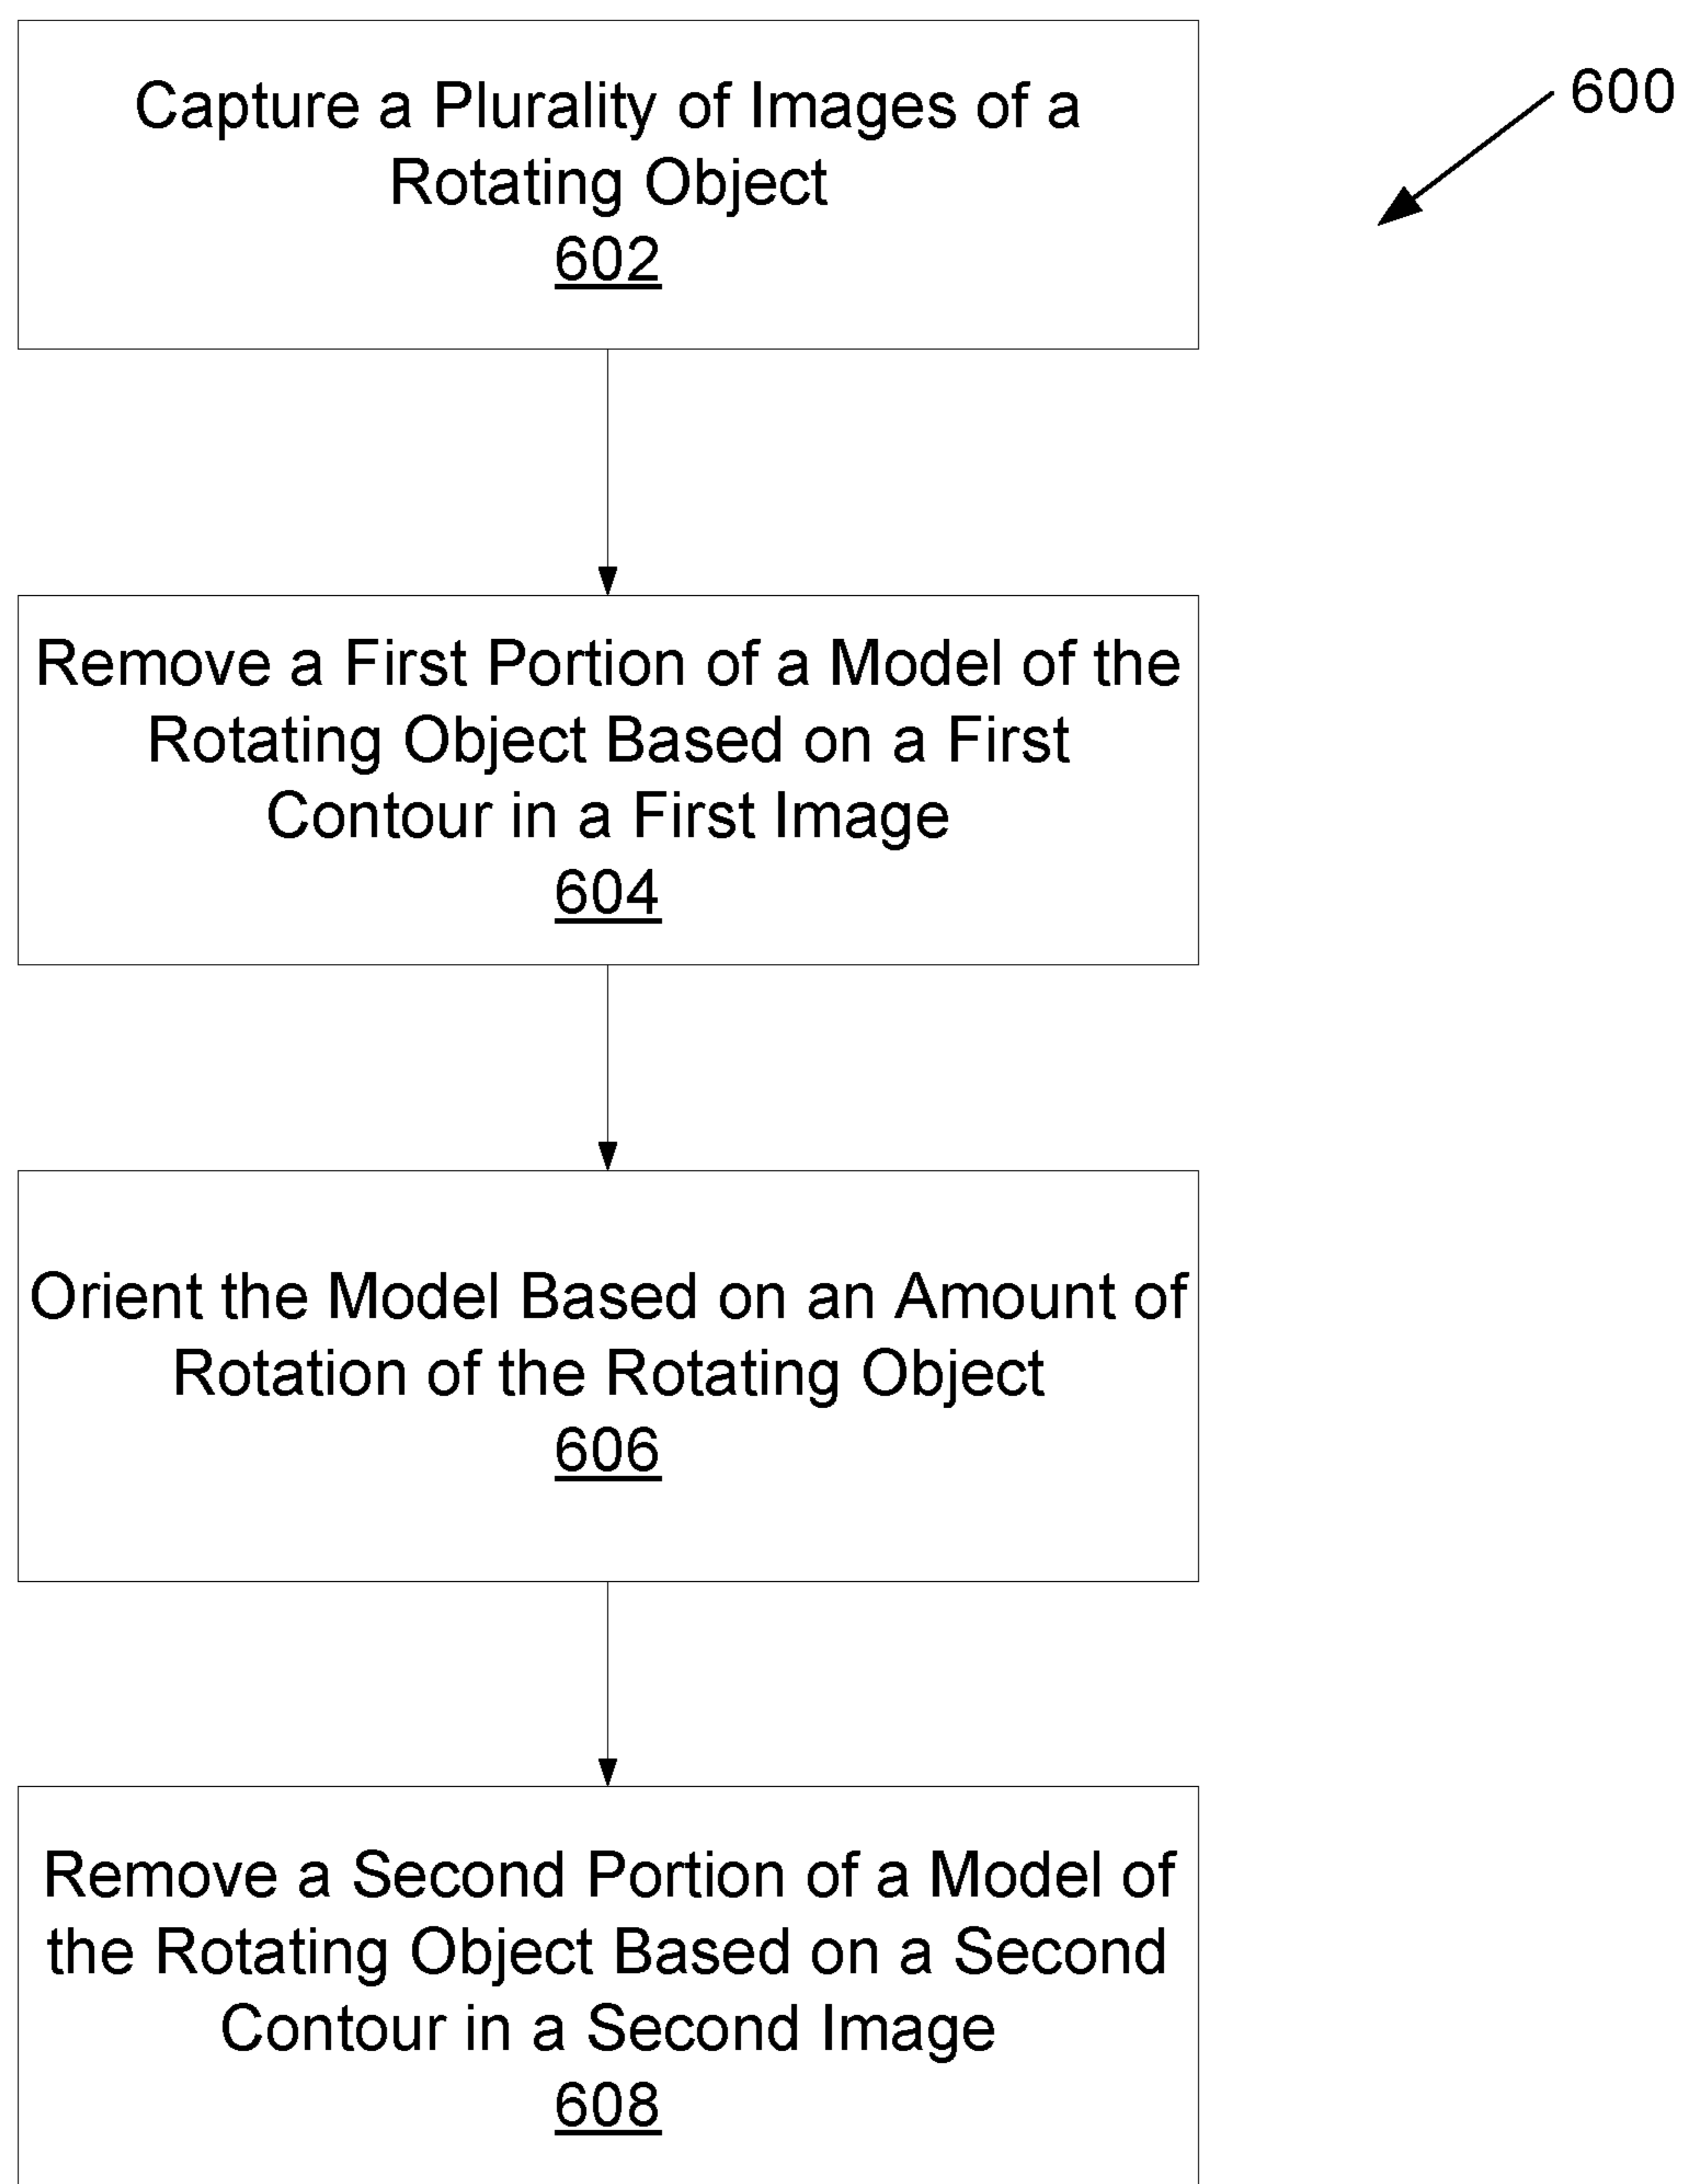 Capture a Plurality of Images of a
Rotating Object
602
600
Remove a First Portion of a Model of the
Rotating Object Based on a First
Contour in a First Image
604
Orient the Model Based on an Amount of
Rotation of the Rotating Object
606
Remove a Second Portion of a Model of
the Rotating Object Based on a Second
Contour in a Second Image
608